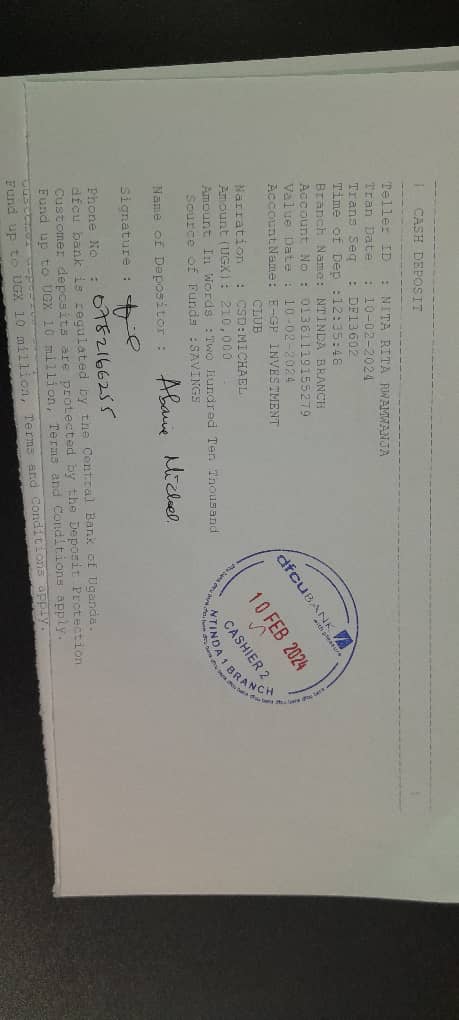 | CASH DEPOSIT |
Teller ID : NITA RITA RWAMWANJA
Tran Date : 10-02-2024
Trans Seq : DF13602
Time of Dep :12:35:48
Branch Name: NTINDA BRANCH
Account No : 01361119155279
Value Date : 10-02-2024
AccountName: E-GP INVESTMENT
CLUB
Narration : CSD:MICHAEL
Amount (UGX): 210,000
Amount In Words :Two Hundred Ten Thousand
Source of Funds :SAVINGS
Name of Depositor : Michael
Signature :
Phone No : 0782166255
dfcu bank is regulated by the Central Bank of Uganda.
Customer deposits are protected by the Deposit Protection
Fund up to UGX 10 million, Terms and Conditions apply.
Fund up to UGX 10 million, Terms and Conditions apply.
dfcu BANK
10 FEB 2024
CASHIER 2
NTINDA 1 BRANCH